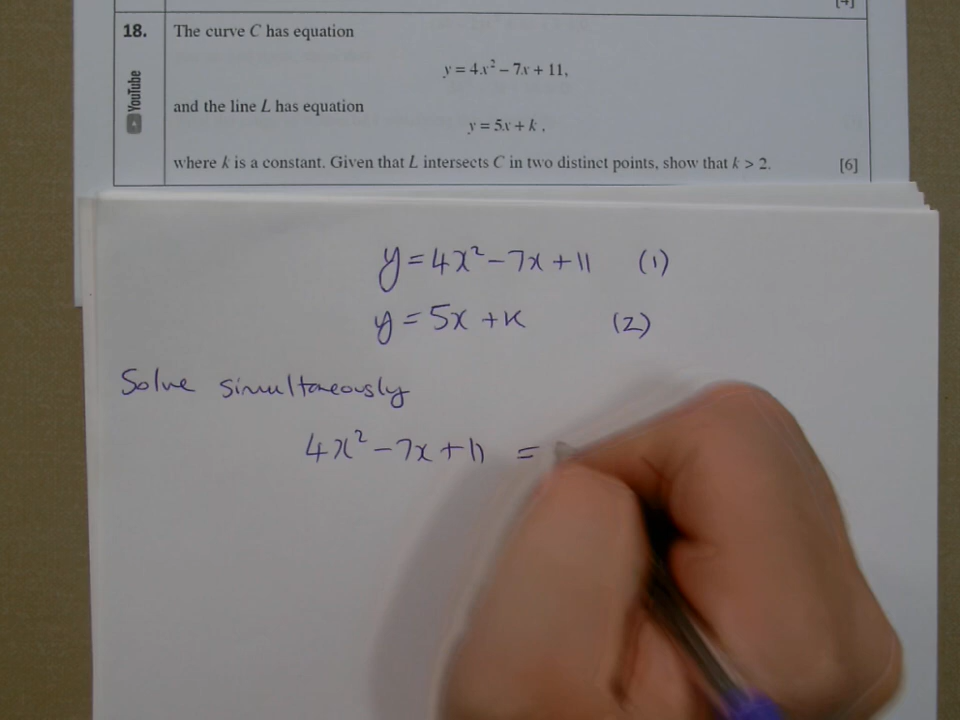 [4]
18. The curve C has equation
YouTube
y = 4x² – 7x + 11,
and the line L has equation
y = 5x + k ,
where k is a constant. Given that L intersects C in two distinct points, show that k > 2. [6]
y = 4x² – 7x + 11 (1)
y = 5x + k (2)
Solve simultaneously
4x² – 7x + 11 =